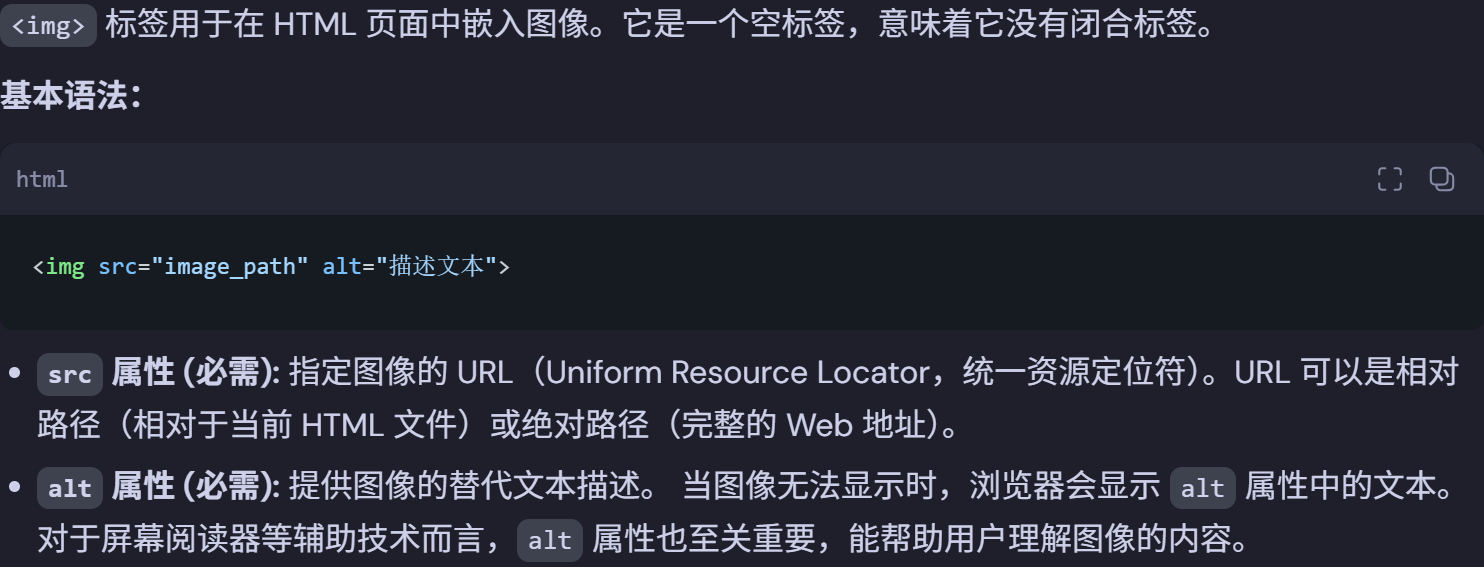 <img> 标签用于在 HTML 页面中嵌入图像。它是一个空标签，意味着它没有闭合标签。
基本语法：
html
<img src="image_path" alt="描述文本">
src 属性 (必需): 指定图像的 URL（Uniform Resource Locator，统一资源定位符）。URL 可以是相对
路径（相对于当前 HTML 文件）或绝对路径（完整的 Web 地址）。
alt 属性 (必需): 提供图像的替代文本描述。 当图像无法显示时，浏览器会显示 alt 属性中的文本。
对于屏幕阅读器等辅助技术而言，alt 属性也至关重要，能帮助用户理解图像的内容。